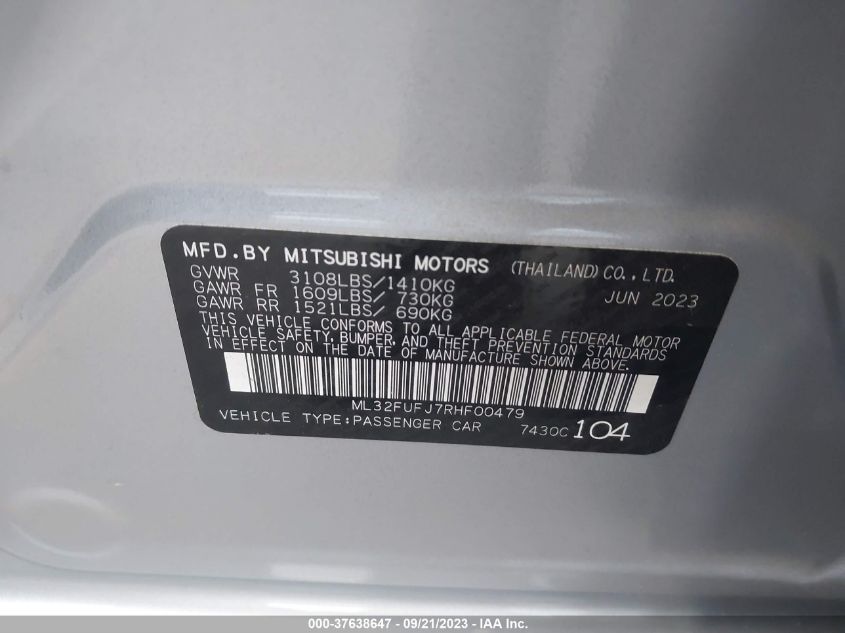 MFD.BY MITSUBISHI MOTORS (THAILAND) CO., LTD.
GVWR 3108LBS/1410KG JUN 2023
GAWR FR 1609LBS/ 730KG
GAWR RR 1521LBS/ 690KG
THIS VEHICLE CONFORMS TO ALL APPLICABLE FEDERAL MOTOR
VEHICLE SAFETY, BUMPER, AND THEFT PREVENTION STANDARDS
IN EFFECT ON THE DATE OF MANUFACTURE SHOWN ABOVE.
ML32FUFJ7RHF00479
VEHICLE TYPE:PASSENGER CAR 7430C 104
000-37638647 - 09/21/2023 - IAA Inc.